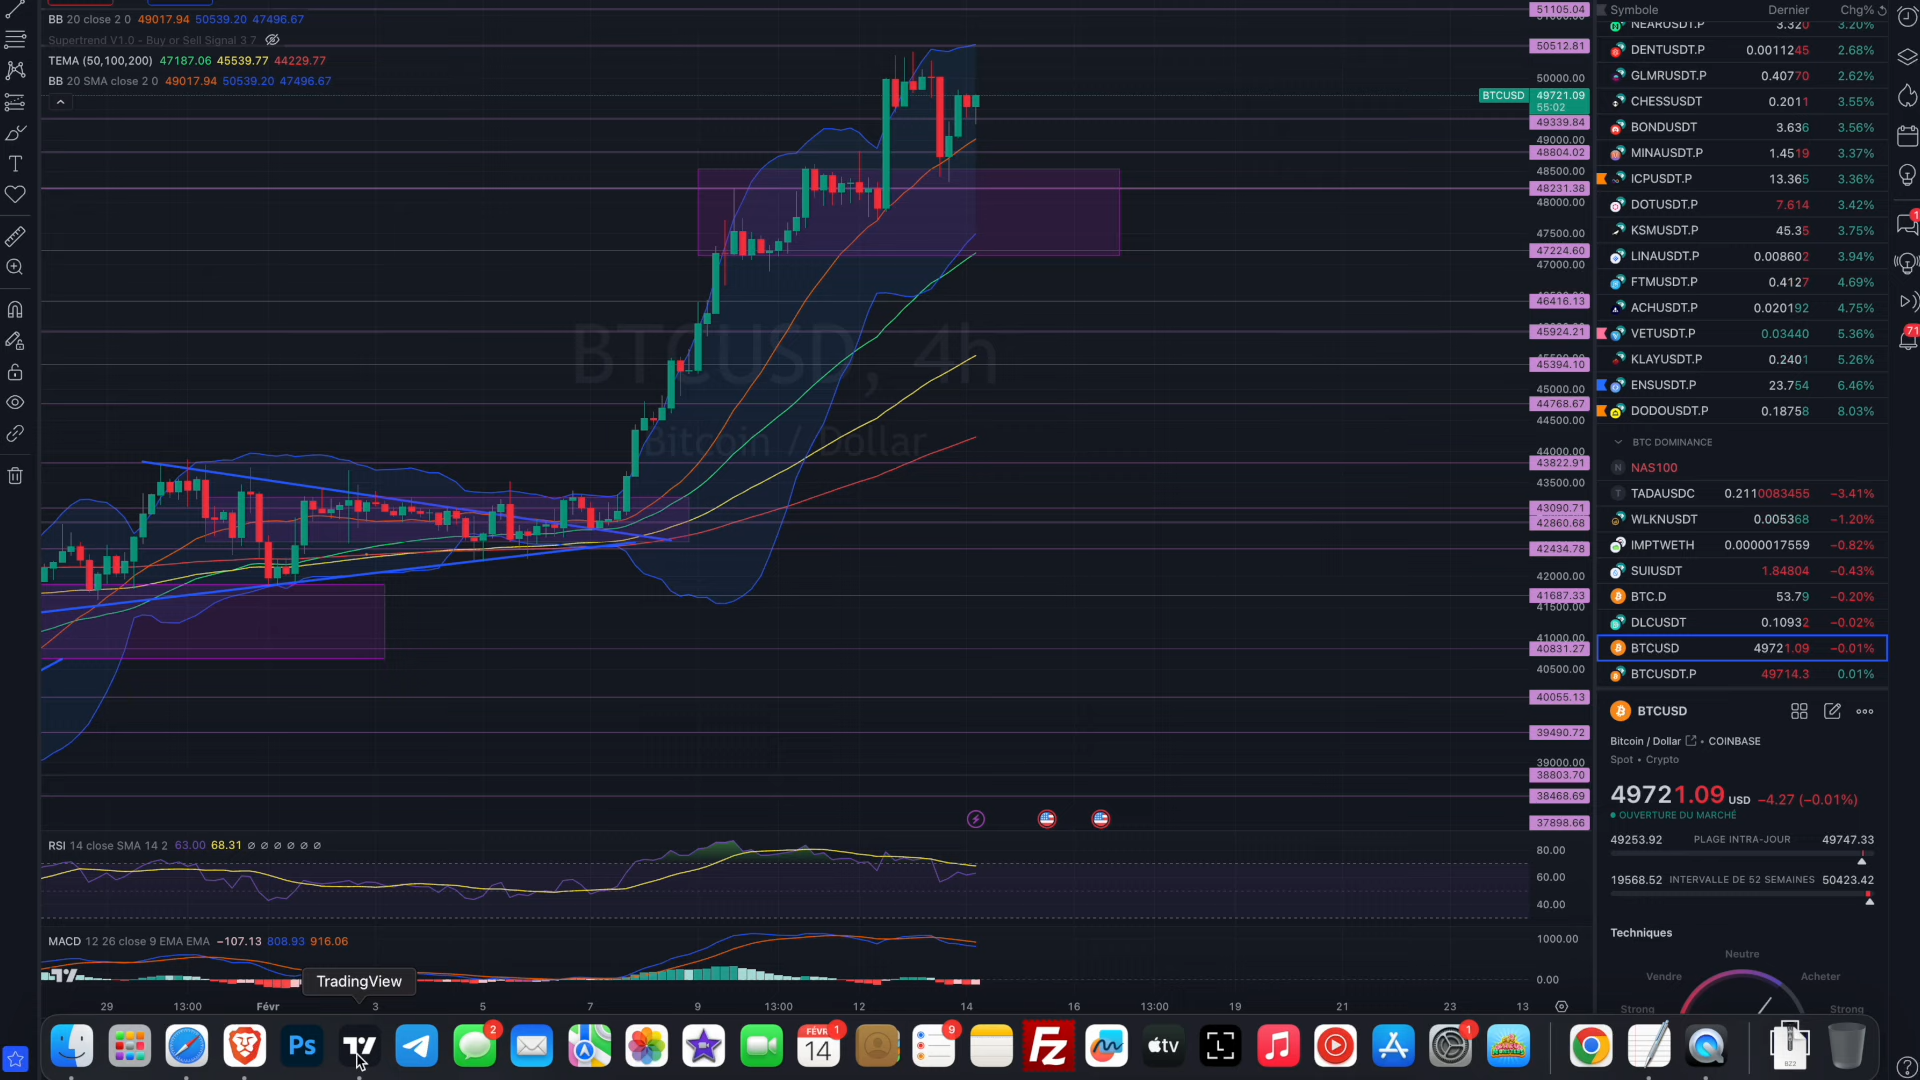 BB 20 close 2 0 49017.94 50539.20 47496.67
Supertrend V1.0 - Buy or Sell Signal 3 7
TEMA (50,100,200) 47187.06 45539.77 44229.77
BB 20 SMA close 2 0 49017.94 50539.20 47496.67
BTCUSD, 4h
Bitcoin / Dollar
51105.04
50512.81
50000.00
BTCUSD 49721.09
55:02
49339.84
49000.00
48804.02
48500.00
48231.38
48000.00
47500.00
47224.60
47000.00
46416.13
45924.21
45394.10
45000.00
44768.67
44500.00
44000.00
43822.91
43500.00
43090.71
42860.68
42434.78
42000.00
41687.33
41500.00
41000.00
40831.27
40500.00
40055.13
39490.72
39000.00
38803.70
38468.69
37898.66
RSI 14 close SMA 14 2 63.00 68.31 ∅ ∅ ∅ ∅ ∅ ∅
80.00
60.00
40.00
MACD 12 26 close 9 EMA EMA −107.13 808.93 916.06
1000.00
0.00
TradingView
29 13:00 Févr 3 5 7 9 13:00 12 14 16 13:00 19 21 23 13
Symbole Dernier Chg%
NEARUSDT.P 3.320 3.20%
DENTUSDT.P 0.0011245 2.68%
GLMRUSDT.P 0.40770 2.62%
CHESSUSDT 0.2011 3.55%
BONDUSDT 3.636 3.56%
MINAUSDT.P 1.4519 3.37%
ICPUSDT.P 13.365 3.36%
DOTUSDT.P 7.614 3.42%
KSMUSDT.P 45.35 3.75%
LINAUSDT.P 0.008602 3.94%
FTMUSDT.P 0.4127 4.69%
ACHUSDT.P 0.020192 4.75%
VETUSDT.P 0.03440 5.36%
KLAYUSDT.P 0.2401 5.26%
ENSUSDT.P 23.754 6.46%
DODOUSDT.P 0.18758 8.03%
BTC DOMINANCE
N NAS100
T TADAUSDC 0.2110083455 −3.41%
WLKNUSDT 0.005368 −1.20%
IMPTWETH 0.0000017559 −0.82%
SUIUSDT 1.84804 −0.43%
BTC.D 53.79 −0.20%
DLCUSDT 0.10932 −0.02%
BTCUSD 49721.09 −0.01%
BTCUSDT.P 49714.3 0.01%
BTCUSD
Bitcoin / Dollar • COINBASE
Spot • Crypto
49721.09 USD −4.27 (−0.01%)
OUVERTURE DU MARCHÉ
49253.92 PLAGE INTRA-JOUR 49747.33
19568.52 INTERVALLE DE 52 SEMAINES 50423.42
Techniques
Neutre
Vendre Acheter
Strong Strong
1
71
Ps
2
FÉVR.
14
1
9
Fz
tv
L
1
BZ2